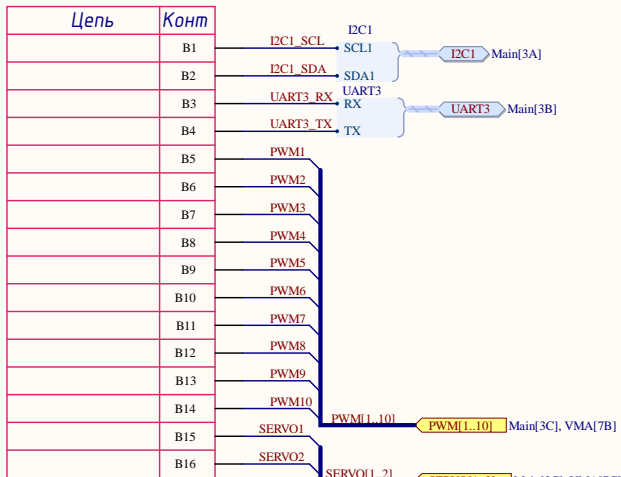 Цепь Конт
I2C1
B1 I2C1_SCL SCL1 I2C1 Main[3A]
B2 I2C1_SDA SDA1
UART3
B3 UART3_RX RX UART3 Main[3B]
B4 UART3_TX TX
B5 PWM1
B6 PWM2
B7 PWM3
B8 PWM4
B9 PWM5
B10 PWM6
B11 PWM7
B12 PWM8
B13 PWM9
B14 PWM10
PWM[1..10] PWM[1..10] Main[3C], VMA[7B]
B15 SERVO1
B16 SERVO2
SERVO[1..2]